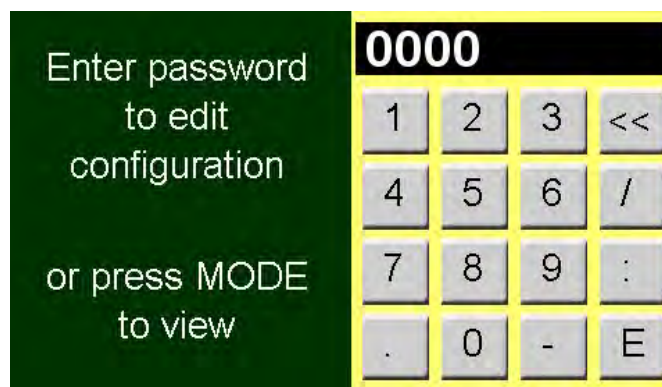 Enter password
to edit
configuration
or press MODE
to view
0000
1 2 3 <<
4 5 6 /
7 8 9 :
. 0 - E